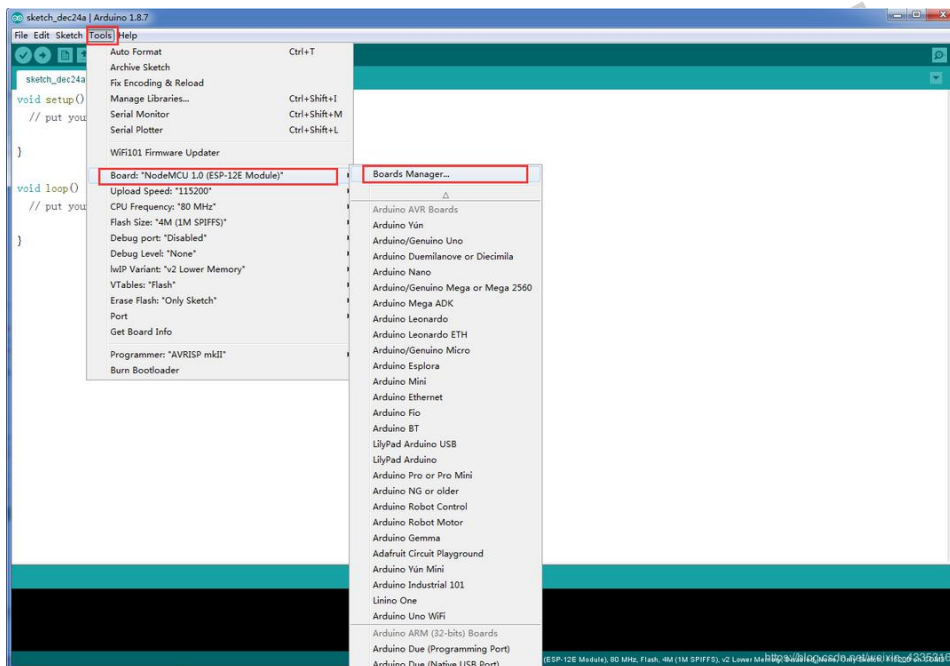 sketch_dec24a | Arduino 1.8.7
File Edit Sketch Tools Help
sketch_dec24a
void setup()
// put you
}
void loop()
// put you
}
Auto Format Ctrl+T
Archive Sketch
Fix Encoding & Reload
Manage Libraries... Ctrl+Shift+I
Serial Monitor Ctrl+Shift+M
Serial Plotter Ctrl+Shift+L
WiFi101 Firmware Updater
Board: "NodeMCU 1.0 (ESP-12E Module)"
Upload Speed: "115200"
CPU Frequency: "80 MHz"
Flash Size: "4M (1M SPIFFS)"
Debug port: "Disabled"
Debug Level: "None"
lwIP Variant: "v2 Lower Memory"
VTables: "Flash"
Erase Flash: "Only Sketch"
Port
Get Board Info
Programmer: "AVRISP mkII"
Burn Bootloader
Boards Manager...
Arduino AVR Boards
Arduino Yún
Arduino/Genuino Uno
Arduino Duemilanove or Diecimila
Arduino Nano
Arduino/Genuino Mega or Mega 2560
Arduino Mega ADK
Arduino Leonardo
Arduino Leonardo ETH
Arduino/Genuino Micro
Arduino Esplora
Arduino Mini
Arduino Ethernet
Arduino Fio
Arduino BT
LilyPad Arduino USB
LilyPad Arduino
Arduino Pro or Pro Mini
Arduino NG or older
Arduino Robot Control
Arduino Robot Motor
Arduino Gemma
Adafruit Circuit Playground
Arduino Yún Mini
Arduino Industrial 101
Linino One
Arduino Uno WiFi
Arduino ARM (32-bits) Boards
Arduino Due (Programming Port)
Arduino Due (Native USB Port)
(ESP-12E Module), 80 MHz, Flash, 4M (1M SPIFFS), v2 Lower